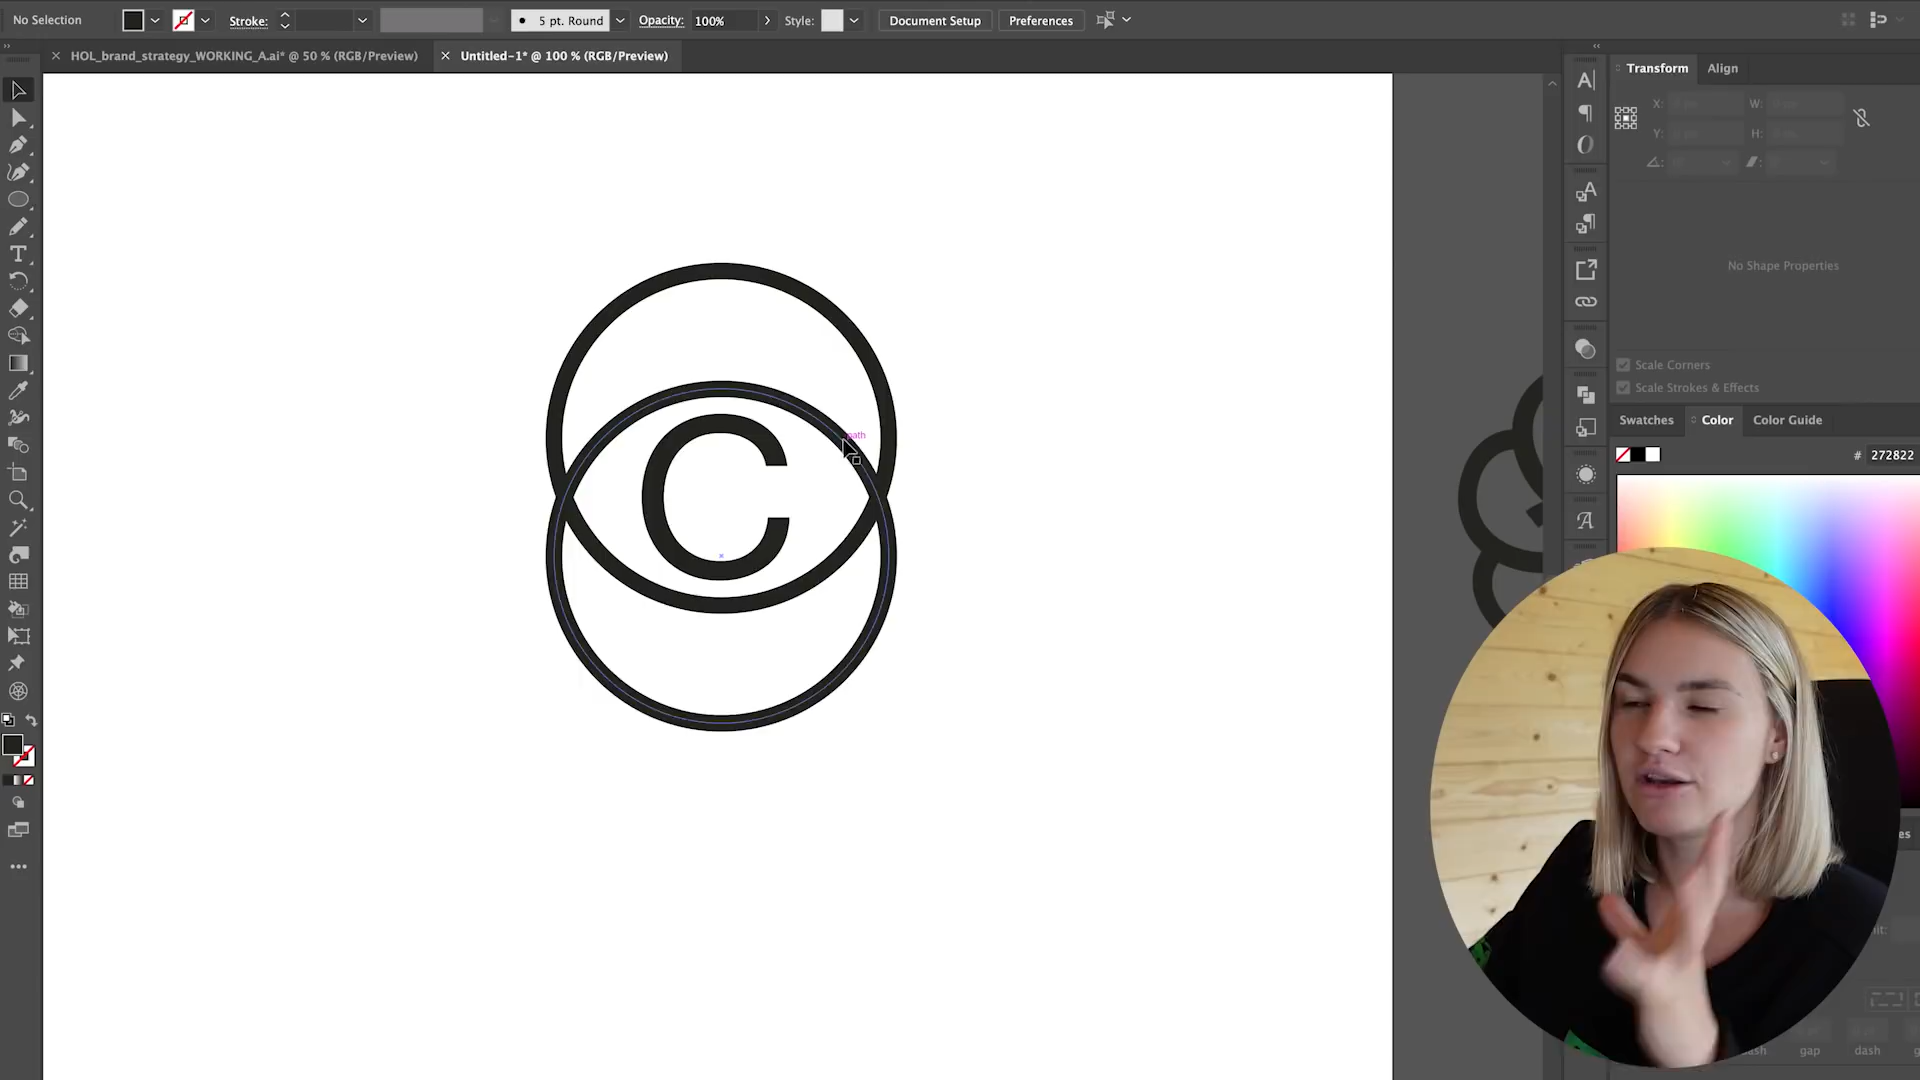 No Selection
Stroke:
5 pt. Round
Opacity:
100%
Style:
Document Setup
Preferences
HOL_brand_strategy_WORKING_A.ai* @ 50 % (RGB/Preview)
Untitled-1* @ 100 % (RGB/Preview)
Transform
Align
X:
W:
Y:
H:
No Shape Properties
Scale Corners
Scale Strokes & Effects
Swatches
Color
Color Guide
# 272822
path
C
gap
dash